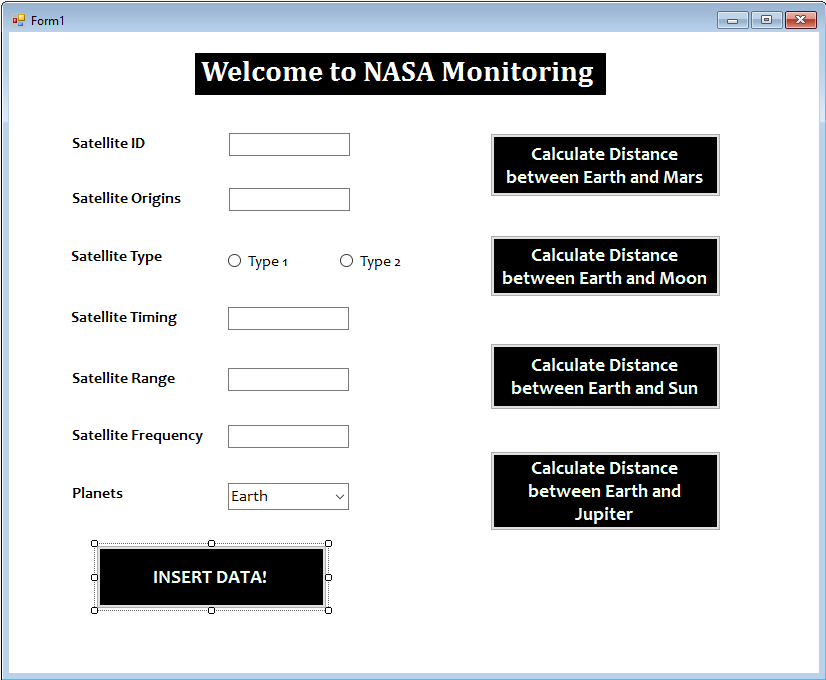 Form1
Welcome to NASA Monitoring
Satellite ID
Satellite Origins
Satellite Type
Type 1
Type 2
Satellite Timing
Satellite Range
Satellite Frequency
Planets
Earth
INSERT DATA!
Calculate Distance
between Earth and Mars
Calculate Distance
between Earth and Moon
Calculate Distance
between Earth and Sun
Calculate Distance
between Earth and
Jupiter